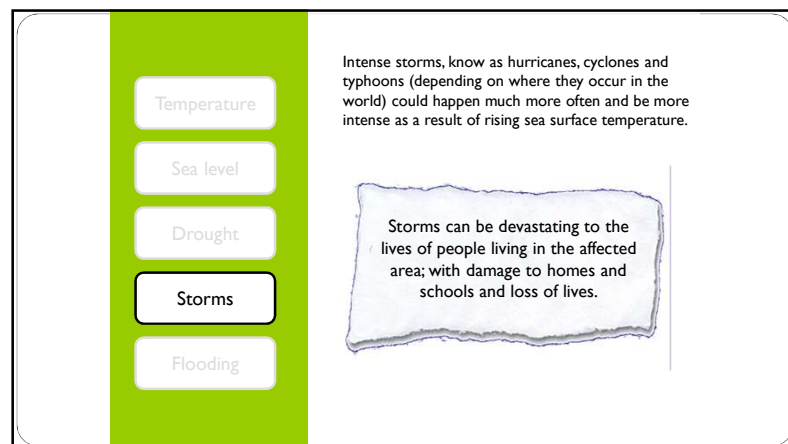 Temperature
Sea level
Drought
Storms
Flooding
Intense storms, know as hurricanes, cyclones and
typhoons (depending on where they occur in the
world) could happen much more often and be more
intense as a result of rising sea surface temperature.
Storms can be devastating to the
lives of people living in the affected
area; with damage to homes and
schools and loss of lives.